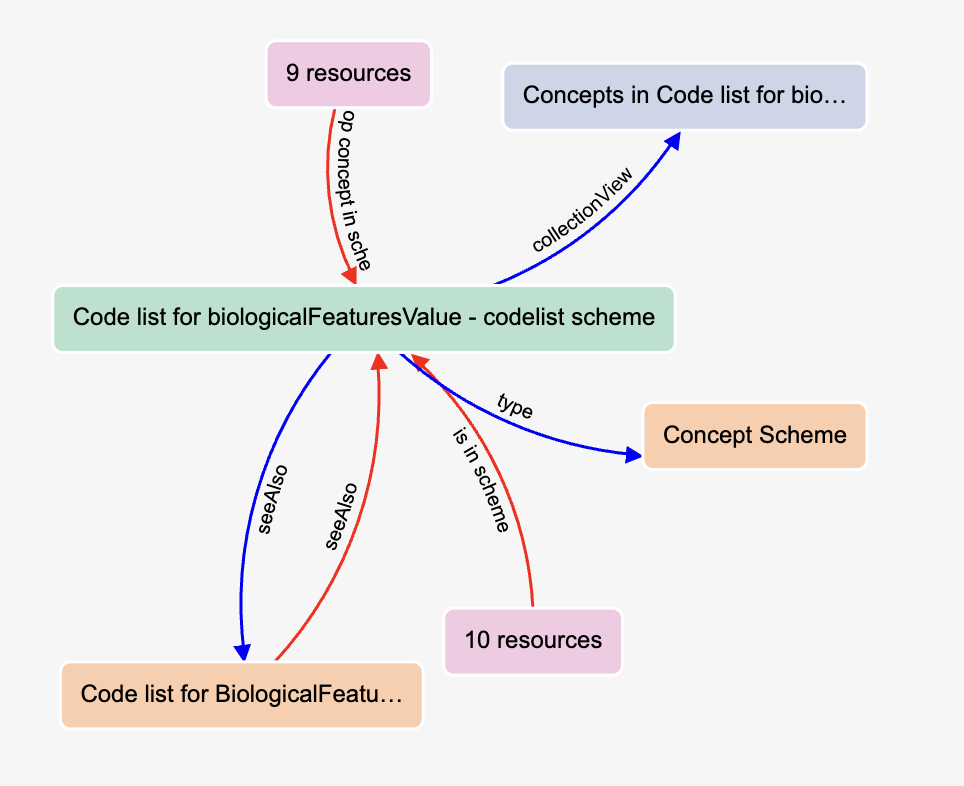 9 resources
Concepts in Code list for bio…
op concept in sche
collectionView
Code list for biologicalFeaturesValue - codelist scheme
type
Concept Scheme
is in scheme
seeAlso
seeAlso
10 resources
Code list for BiologicalFeatu…